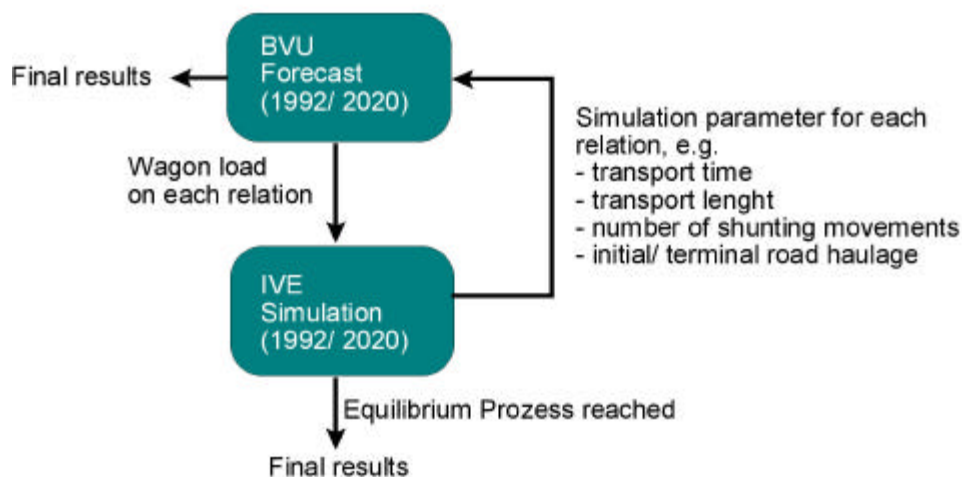 BVU
Forecast
(1992/ 2020)
Final results
Wagon load
on each relation
Simulation parameter for each
relation, e.g.
- transport time
- transport lenght
- number of shunting movements
- initial/ terminal road haulage
IVE
Simulation
(1992/ 2020)
Equilibrium Prozess reached
Final results